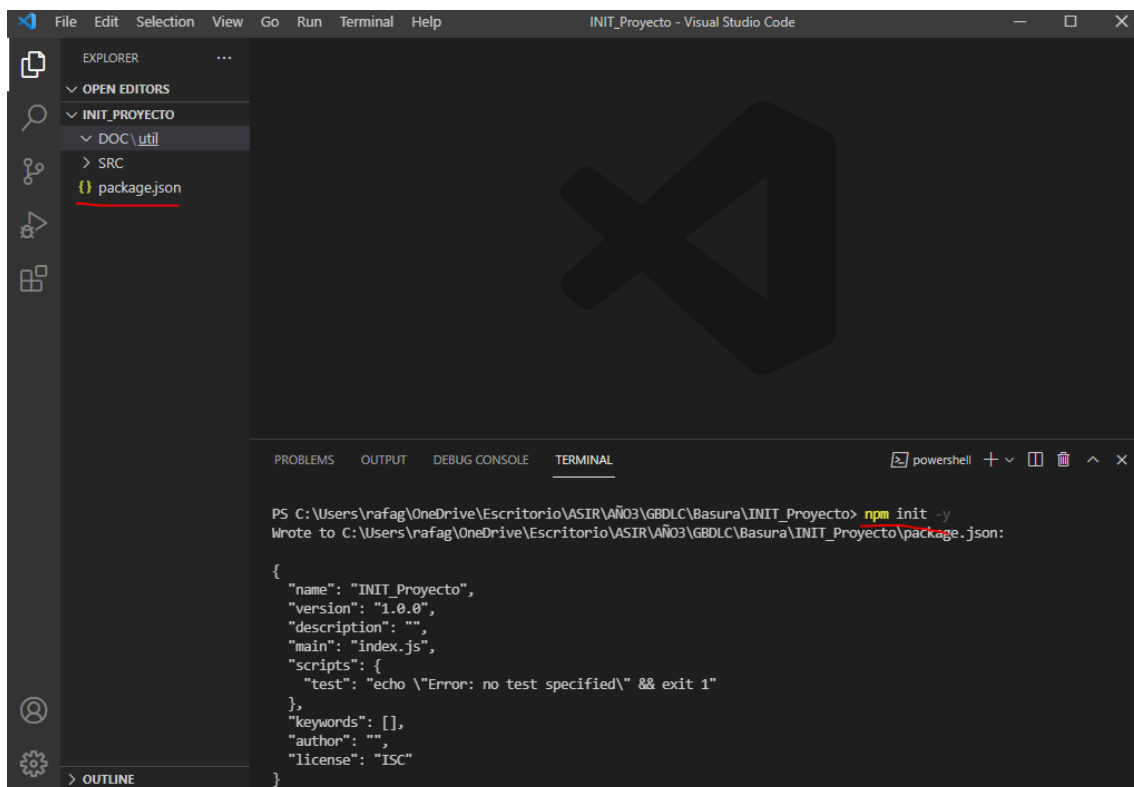 File Edit Selection View Go Run Terminal Help INIT_Proyecto - Visual Studio Code
EXPLORER
OPEN EDITORS
INIT_PROYECTO
DOC\util
SRC
{} package.json
OUTLINE
PROBLEMS OUTPUT DEBUG CONSOLE TERMINAL powershell
PS C:\Users\rafag\OneDrive\Escritorio\ASIR\AÑO3\GBDLC\Basura\INIT_Proyecto> npm init -y
Wrote to C:\Users\rafag\OneDrive\Escritorio\ASIR\AÑO3\GBDLC\Basura\INIT_Proyecto\package.json:
{
"name": "INIT_Proyecto",
"version": "1.0.0",
"description": "",
"main": "index.js",
"scripts": {
"test": "echo \"Error: no test specified\" && exit 1"
},
"keywords": [],
"author": "",
"license": "ISC"
}